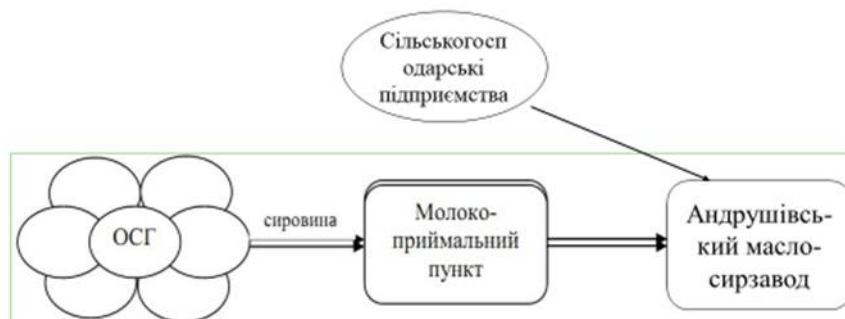 Сільськогосп
одарські
підприємства
ОСГ
сировина
Молоко-
приймальний
пункт
Андрушівсь-
кий масло-
сирзавод